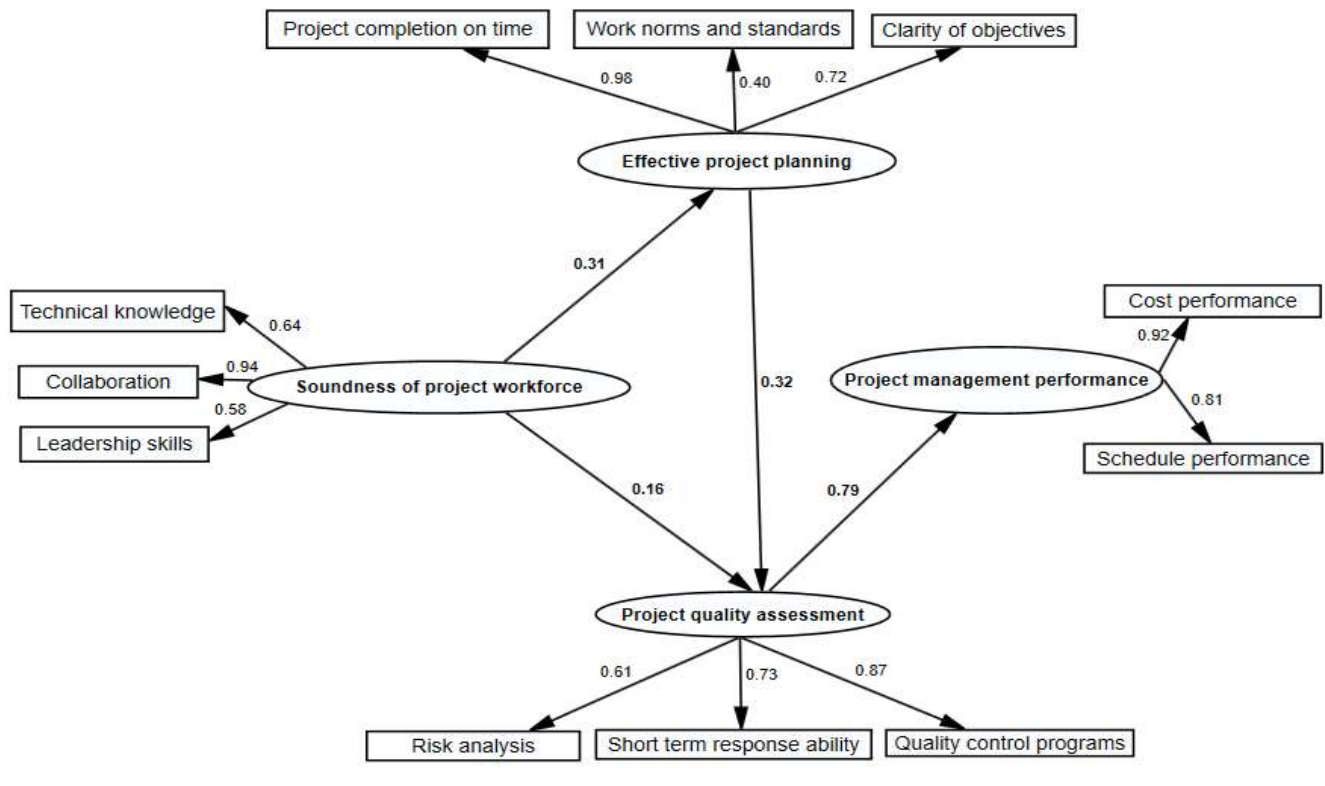 Project completion on time
Work norms and standards
Clarity of objectives
0.98
0.40
0.72
Effective project planning
0.31
Technical knowledge
0.64
Collaboration
0.94
Leadership skills
0.58
Soundness of project workforce
0.32
Cost performance
0.92
Project management performance
0.81
Schedule performance
0.16
0.79
Project quality assessment
0.61
0.73
0.87
Risk analysis
Short term response ability
Quality control programs